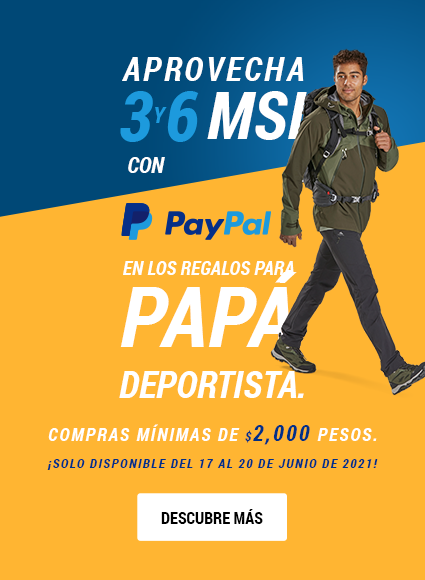 APROVECHA
3 Y 6 MSI
CON
PayPal
EN LOS REGALOS PARA
PAPÁ
DEPORTISTA.
COMPRAS MÍNIMAS DE $2,000 PESOS.
¡SOLO DISPONIBLE DEL 17 AL 20 DE JUNIO DE 2021!
DESCUBRE MÁS